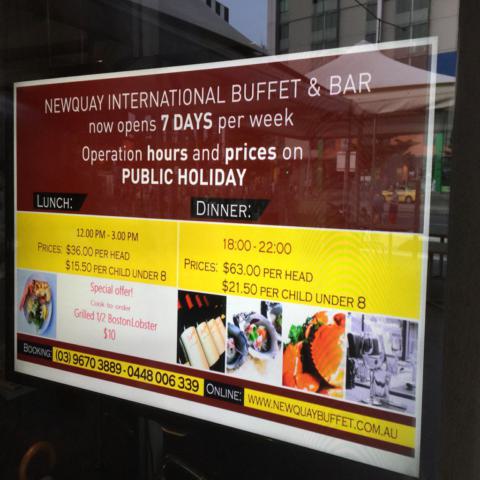 NEWQUAY INTERNATIONAL BUFFET & BAR
now opens 7 DAYS per week
Operation hours and prices on
PUBLIC HOLIDAY
LUNCH:
12.00 PM - 3.00 PM
PRICES: $36.00 PER HEAD
$15.50 PER CHILD UNDER 8
Special offer!
Cook to order
Grilled 1/2 BostonLobster
$10
DINNER:
18:00 - 22:00
PRICES: $63.00 PER HEAD
$21.50 PER CHILD UNDER 8
BOOKING: (03) 9670 3889 - 0448 006 339 ONLINE: WWW.NEWQUAYBUFFET.COM.AU